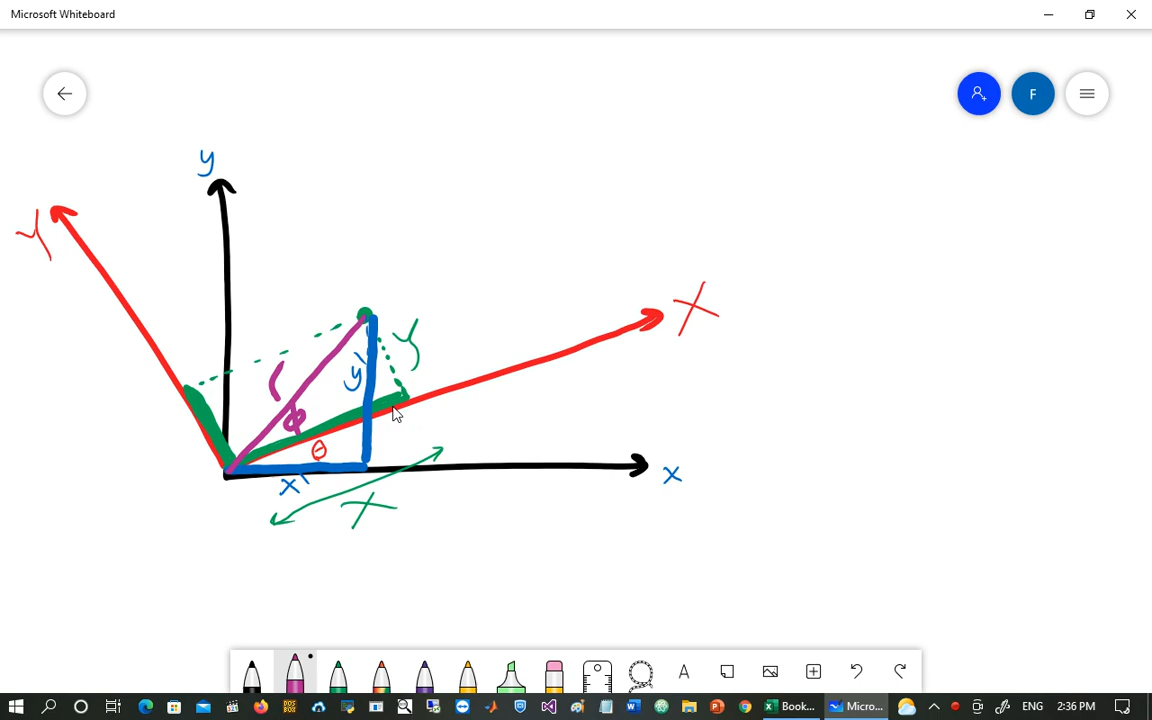 Microsoft Whiteboard
F
y
Y
X
r
y'
Y
ϕ
θ
x'
X
x
A
Book...
Micro...
ENG
2:36 PM